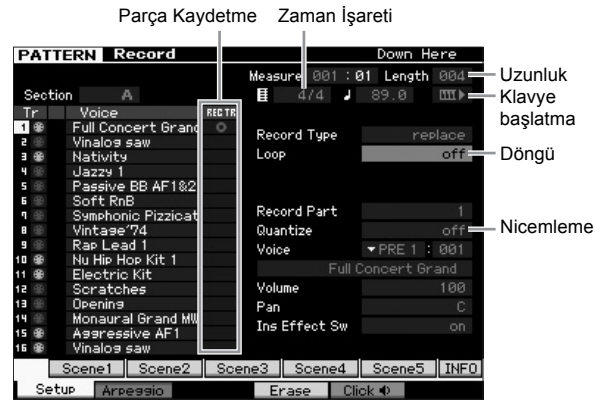 Parça Kaydetme Zaman İşareti
PATTERN Record Down Here
Measure 001 : 01 Length 004
Uzunluk
Section A 4/4 89.0
Klavye
başlatma
Tr Voice REC TR
1 Full Concert Grand
2 Vinalog saw
3 Nativity
4 Jazzy 1
5 Passive BB AF1&2
6 Soft RnB
7 Symphonic Pizzicat
8 Vintage'74
9 Rap Lead 1
10 Nu Hip Hop Kit 1
11 Electric Kit
12 Scratches
13 Opening
14 Monaural Grand MW
15 Aggressive AF1
16 Vinalog saw
Record Type replace
Loop off
Döngü
Record Part 1
Quantize off
Nicemleme
Voice PRE 1 : 001
Full Concert Grand
Volume 100
Pan C
Ins Effect Sw on
Scene1 Scene2 Scene3 Scene4 Scene5 INFO
Setup Arpeggio Erase Click